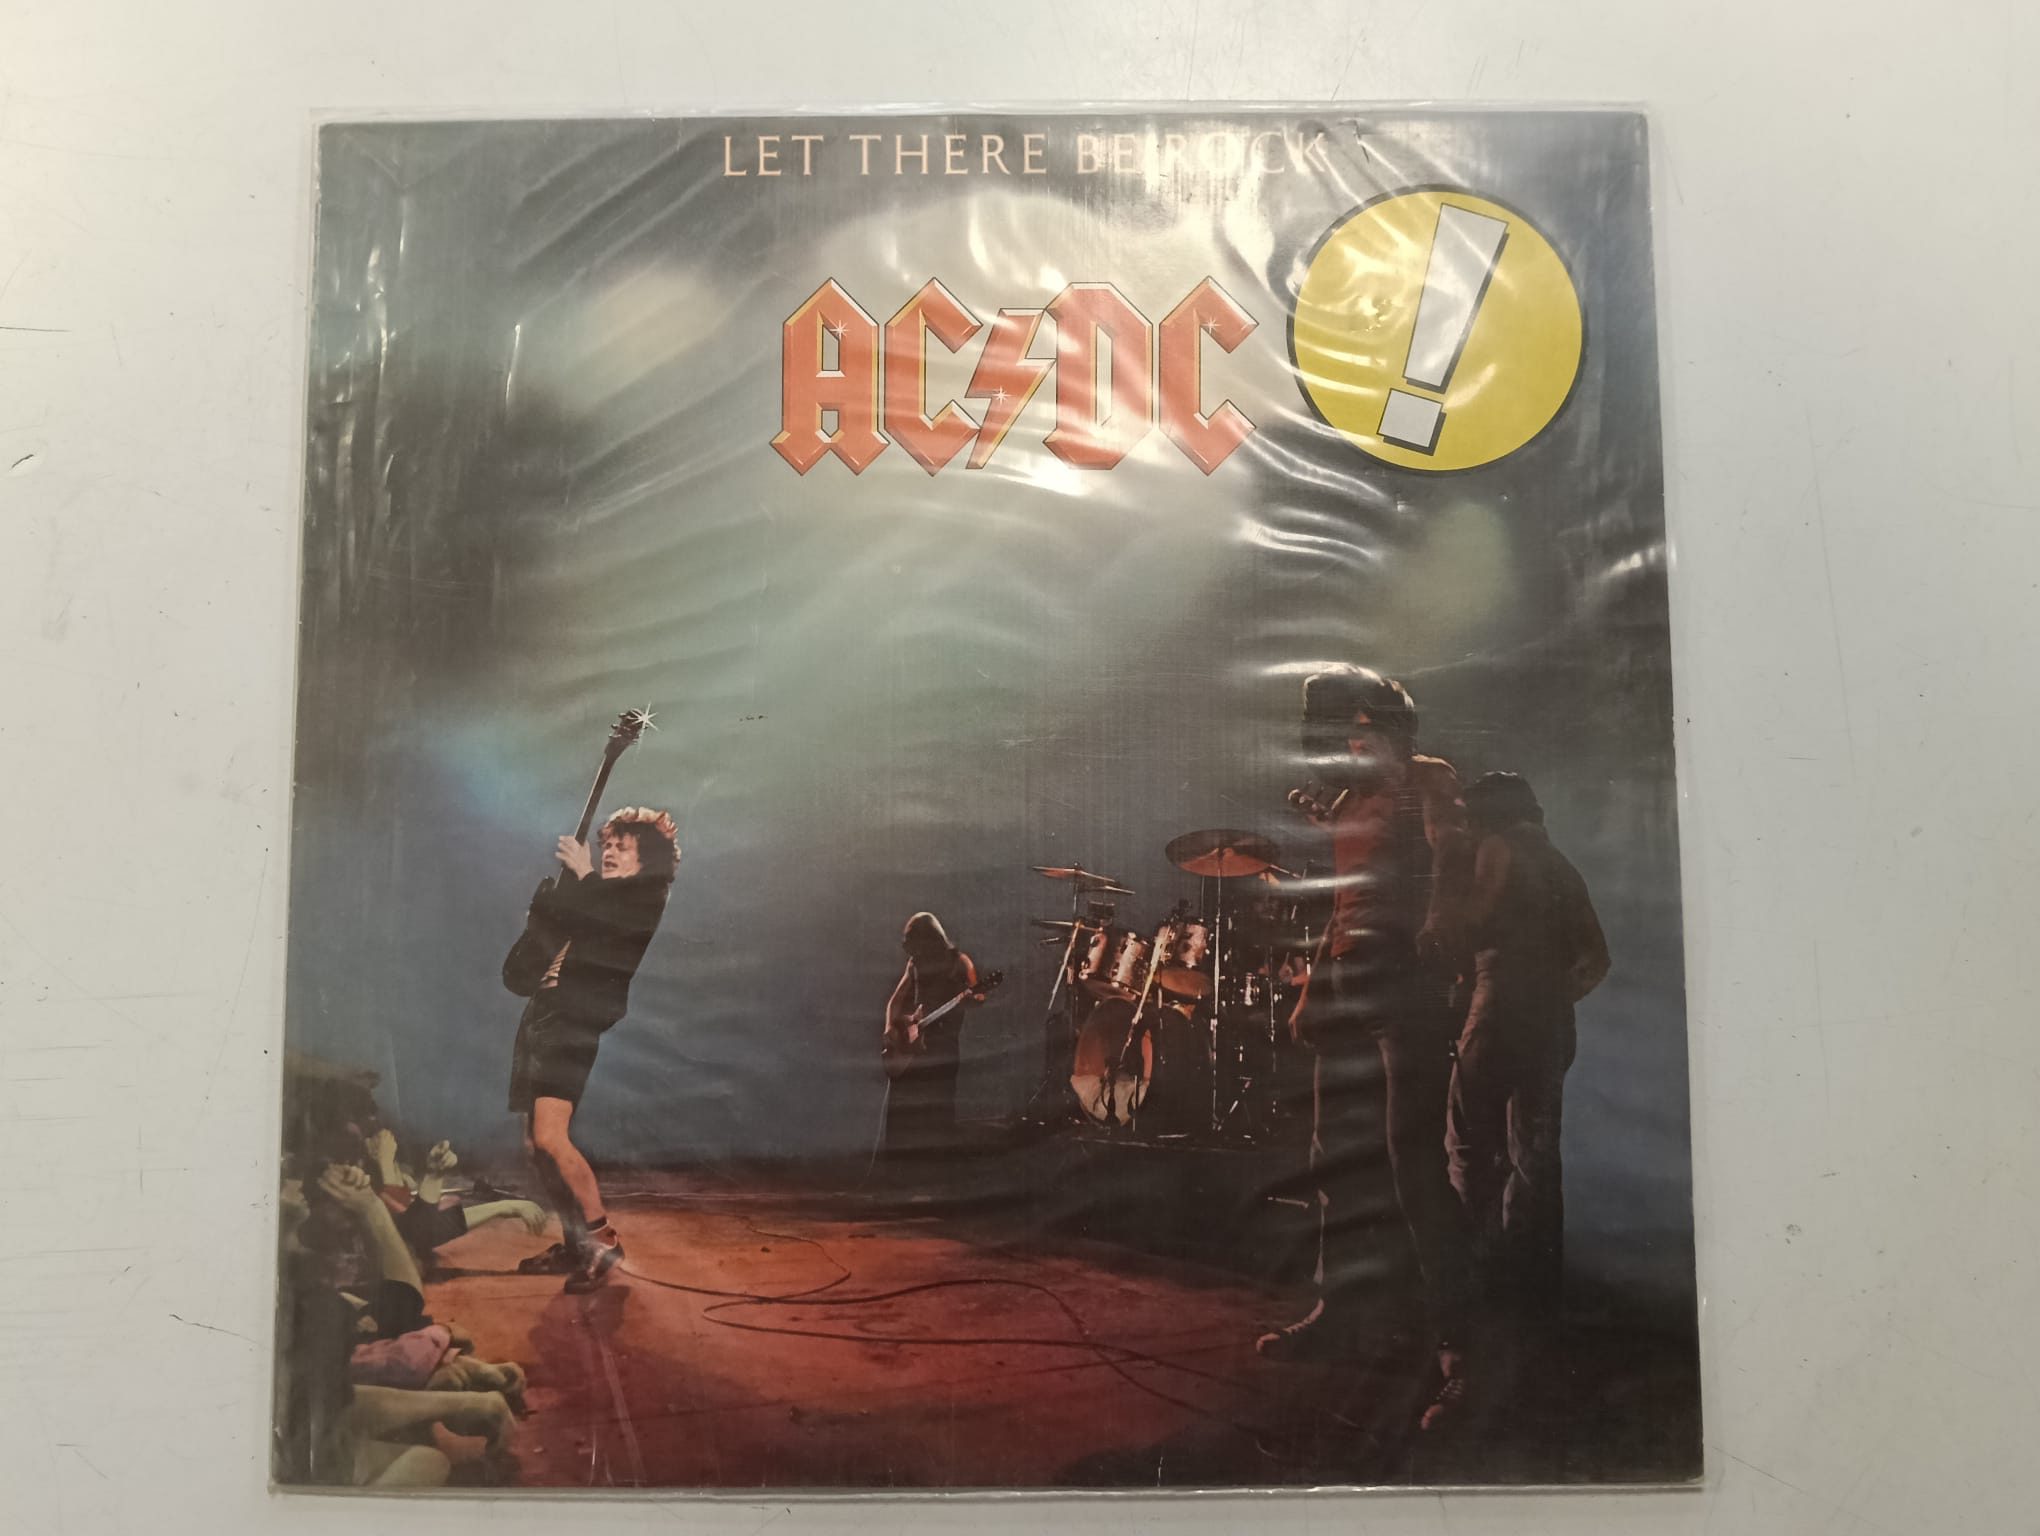 LET THERE BE ROCK
AC⚡DC
!